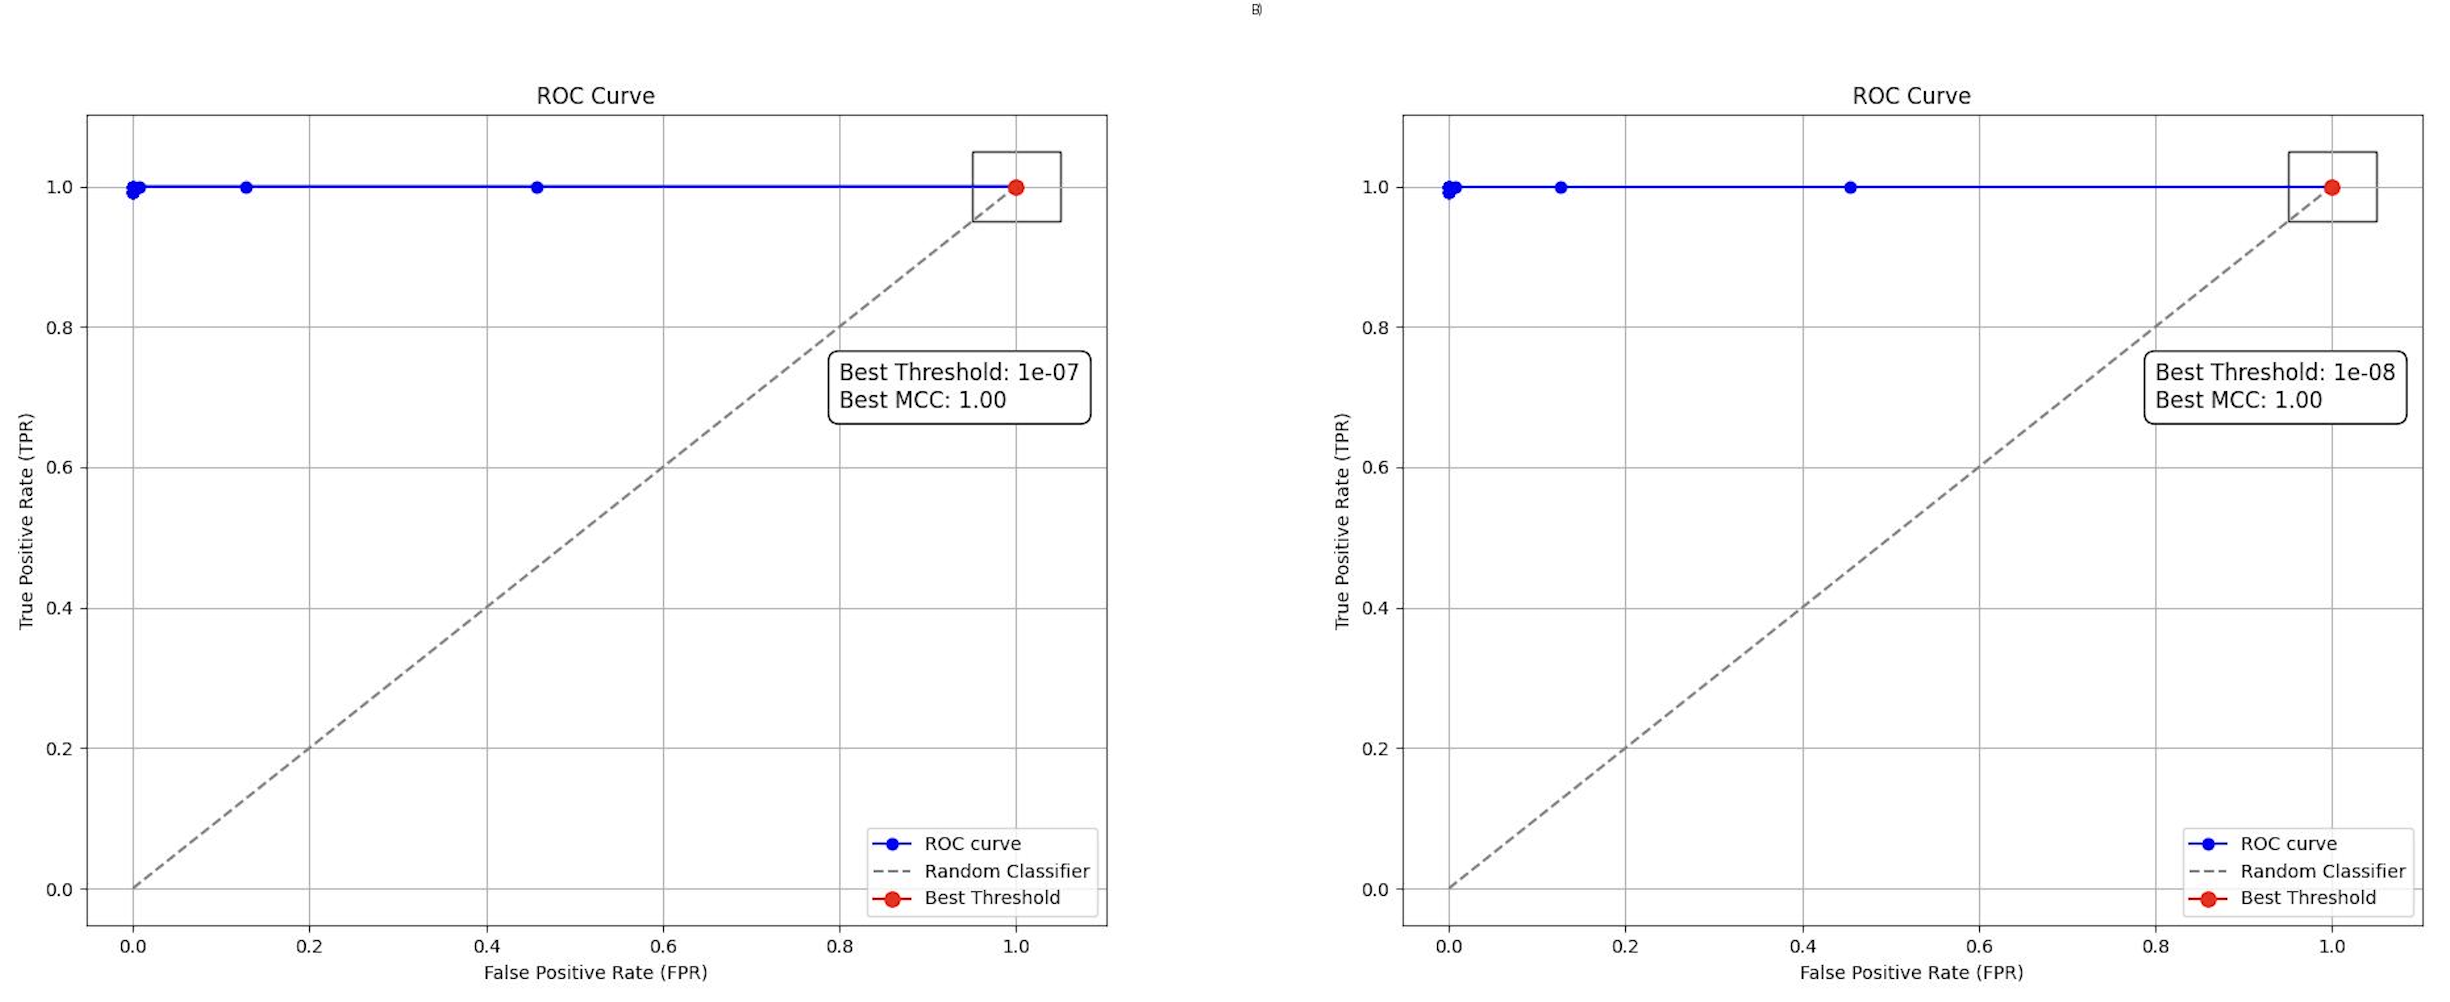 B)
ROC Curve
True Positive Rate (TPR)
1.0
0.8
0.6
0.4
0.2
0.0
Best Threshold: 1e-07
Best MCC: 1.00
ROC curve
Random Classifier
Best Threshold
0.0 0.2 0.4 0.6 0.8 1.0
False Positive Rate (FPR)
ROC Curve
True Positive Rate (TPR)
1.0
0.8
0.6
0.4
0.2
0.0
Best Threshold: 1e-08
Best MCC: 1.00
ROC curve
Random Classifier
Best Threshold
0.0 0.2 0.4 0.6 0.8 1.0
False Positive Rate (FPR)